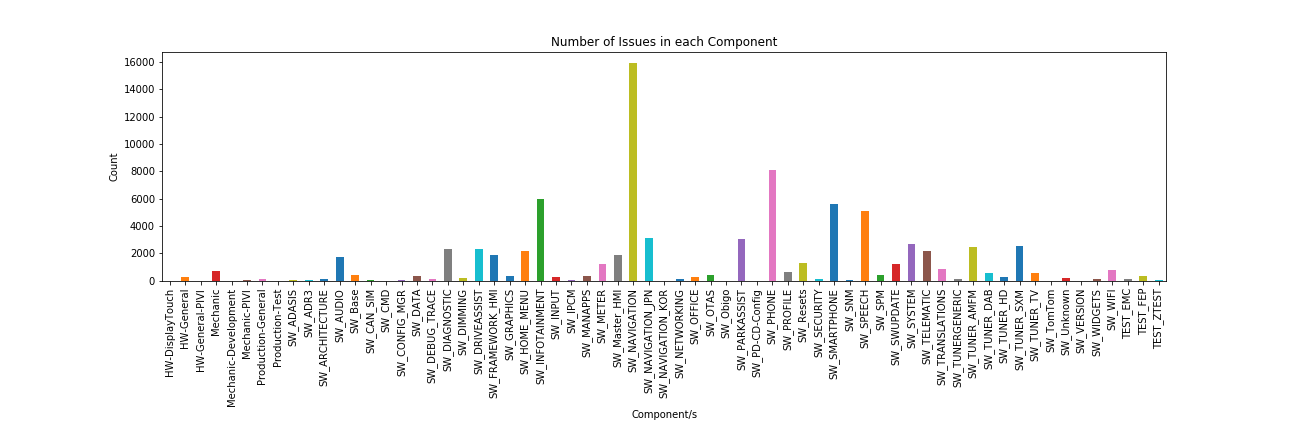 Number of Issues in each Component
Count
16000
14000
12000
10000
8000
6000
4000
2000
0
HW-DisplayTouch
HW-General
HW-General-PIVI
Mechanic
Mechanic-Development
Mechanic-PIVI
Production-General
Production-Test
SW_ADASIS
SW_ADR3
SW_ARCHITECTURE
SW_AUDIO
SW_Base
SW_CAN_SIM
SW_CMD
SW_CONFIG_MGR
SW_DATA
SW_DEBUG_TRACE
SW_DIAGNOSTIC
SW_DIMMING
SW_DRIVEASSIST
SW_FRAMEWORK_HMI
SW_GRAPHICS
SW_HOME_MENU
SW_INFOTAINMENT
SW_INPUT
SW_IPCM
SW_MANAPPS
SW_METER
SW_Master_HMI
SW_NAVIGATION
SW_NAVIGATION_JPN
SW_NAVIGATION_KOR
SW_NETWORKING
SW_OFFICE
SW_OTAS
SW_Obigo
SW_PARKASSIST
SW_PD-CD-Config
SW_PHONE
SW_PROFILE
SW_Resets
SW_SECURITY
SW_SMARTPHONE
SW_SNM
SW_SPEECH
SW_SPM
SW_SWUPDATE
SW_SYSTEM
SW_TELEMATIC
SW_TRANSLATIONS
SW_TUNERGENERIC
SW_TUNER_AMFM
SW_TUNER_DAB
SW_TUNER_HD
SW_TUNER_SXM
SW_TUNER_TV
SW_TomTom
SW_Unknown
SW_VERSION
SW_WIDGETS
SW_WIFI
TEST_EMC
TEST_FEP
TEST_ZTEST
Component/s